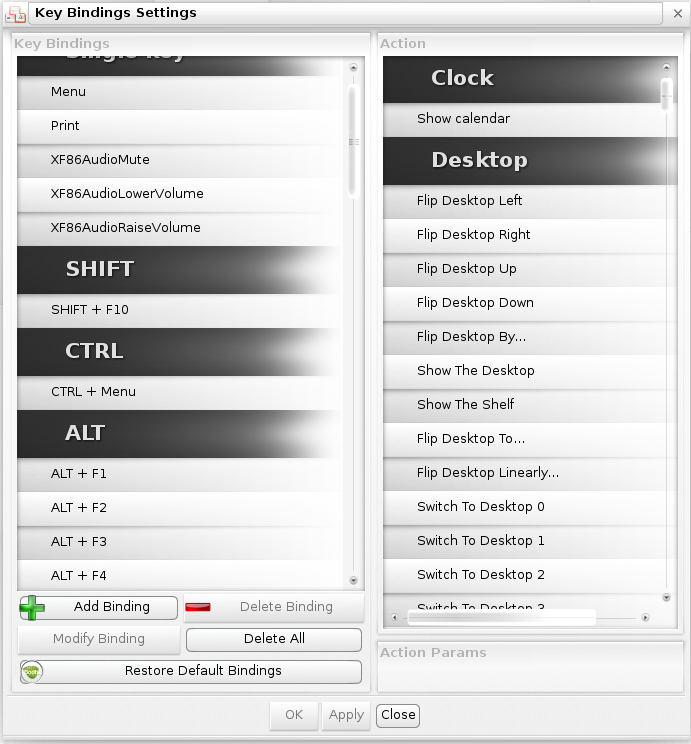 Key Bindings Settings
Key Bindings
Single key
Menu
Print
XF86AudioMute
XF86AudioLowerVolume
XF86AudioRaiseVolume
SHIFT
SHIFT + F10
CTRL
CTRL + Menu
ALT
ALT + F1
ALT + F2
ALT + F3
ALT + F4
Add Binding
Delete Binding
Modify Binding
Delete All
Restore Default Bindings
Action
Clock
Show calendar
Desktop
Flip Desktop Left
Flip Desktop Right
Flip Desktop Up
Flip Desktop Down
Flip Desktop By...
Show The Desktop
Show The Shelf
Flip Desktop To...
Flip Desktop Linearly...
Switch To Desktop 0
Switch To Desktop 1
Switch To Desktop 2
Switch To Desktop 3
Action Params
OK
Apply
Close